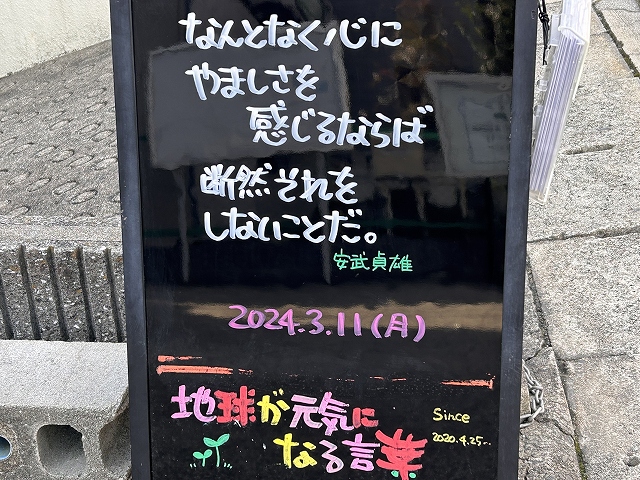 なんとなく心に
やましさを
感じるならば
断然それを
しないことだ。
安武貞雄
2024.3.11(月)
地球が元気に
なる言葉
Since
2020.4.25..